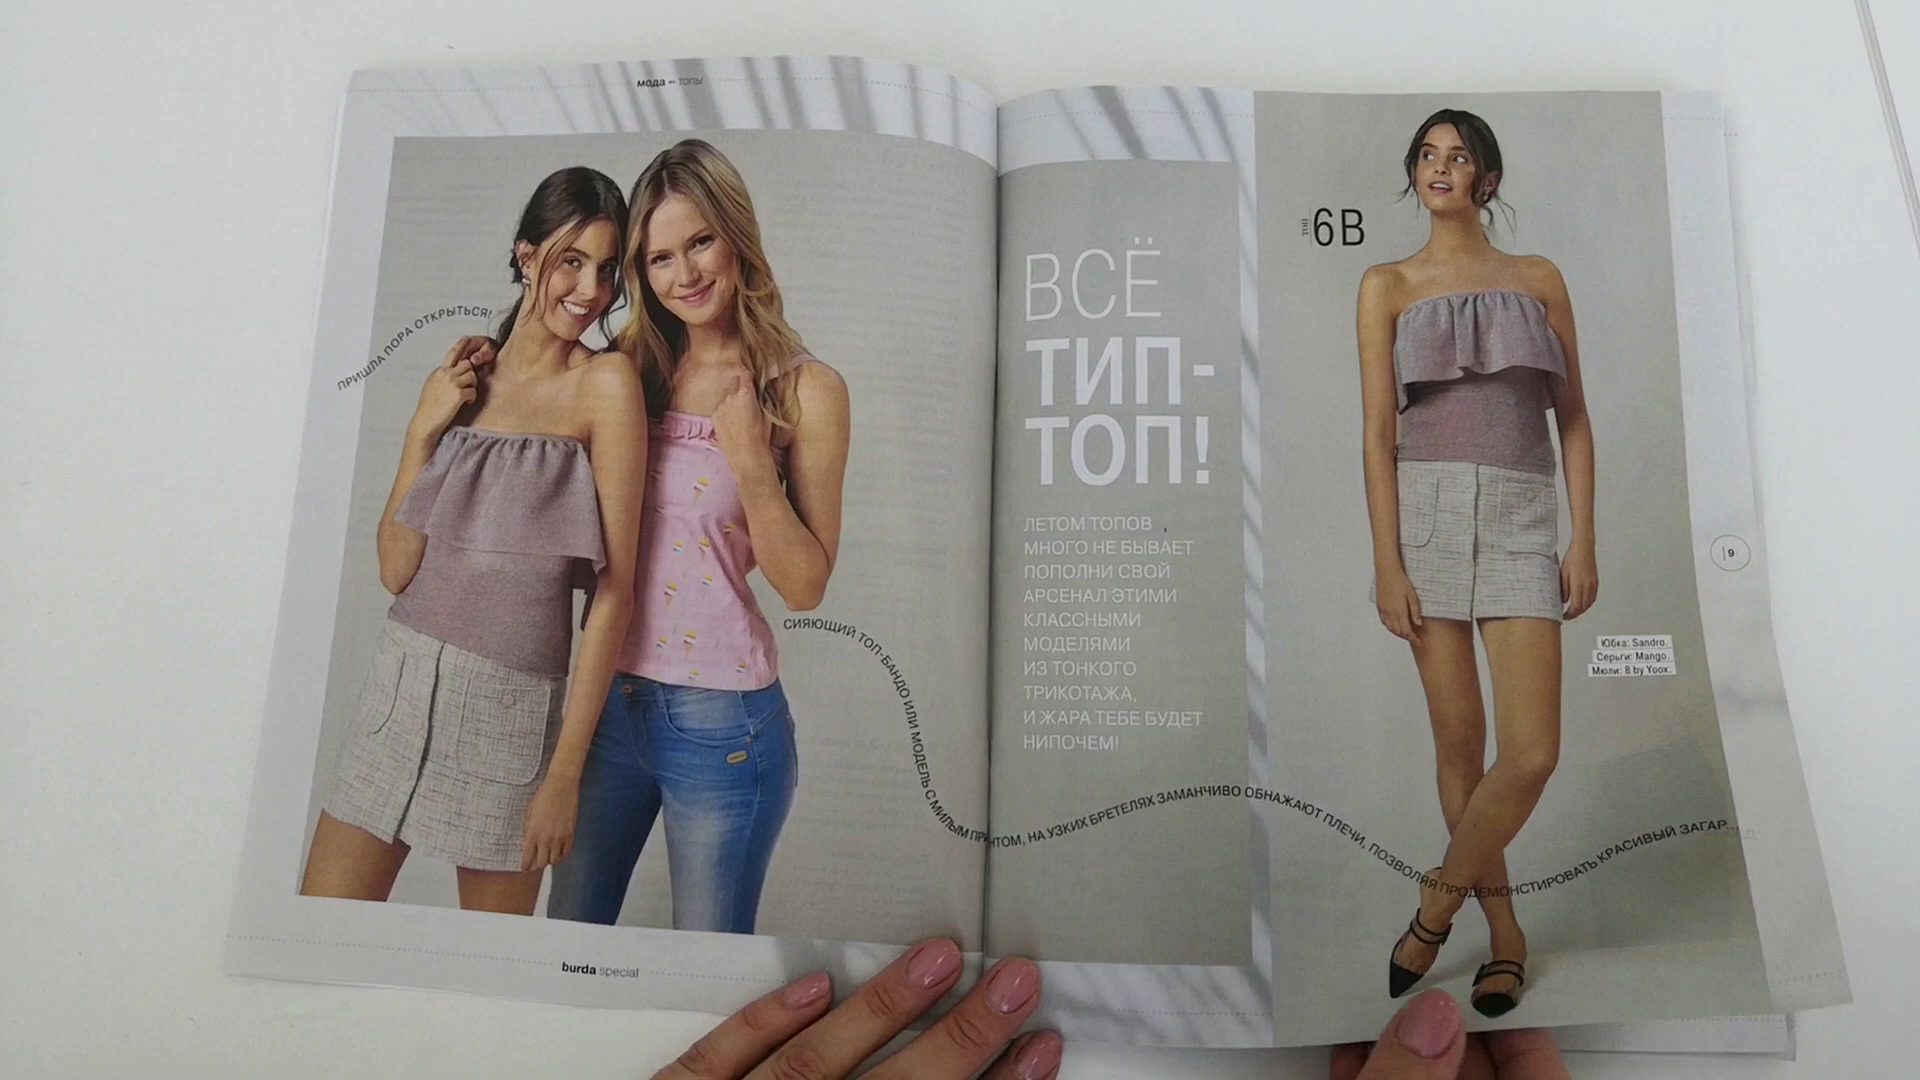 мода •• ТОПЫ
ПРИШЛА ПОРА ОТКРЫТЬСЯ!
ВСЁ
ТИП-
ТОП!
ЛЕТОМ ТОПОВ
МНОГО НЕ БЫВАЕТ.
ПОПОЛНИ СВОЙ
АРСЕНАЛ ЭТИМИ
КЛАССНЫМИ
МОДЕЛЯМИ
ИЗ ТОНКОГО
ТРИКОТАЖА,
И ЖАРА ТЕБЕ БУДЕТ
НИПОЧЕМ!
СИЯЮЩИЙ ТОП-БАНДО ИЛИ МОДЕЛЬ С МИЛЫМ ПРИНТОМ, НА УЗКИХ БРЕТЕЛЯХ ЗАМАНЧИВО ОБНАЖАЮТ ПЛЕЧИ, ПОЗВОЛЯЯ ПРОДЕМОНСТИРОВАТЬ КРАСИВЫЙ ЗАГАР
ТОП 6B
Юбка: Sandro.
Серьги: Mango.
Мюли: 8 by Yoox.
9
burda special